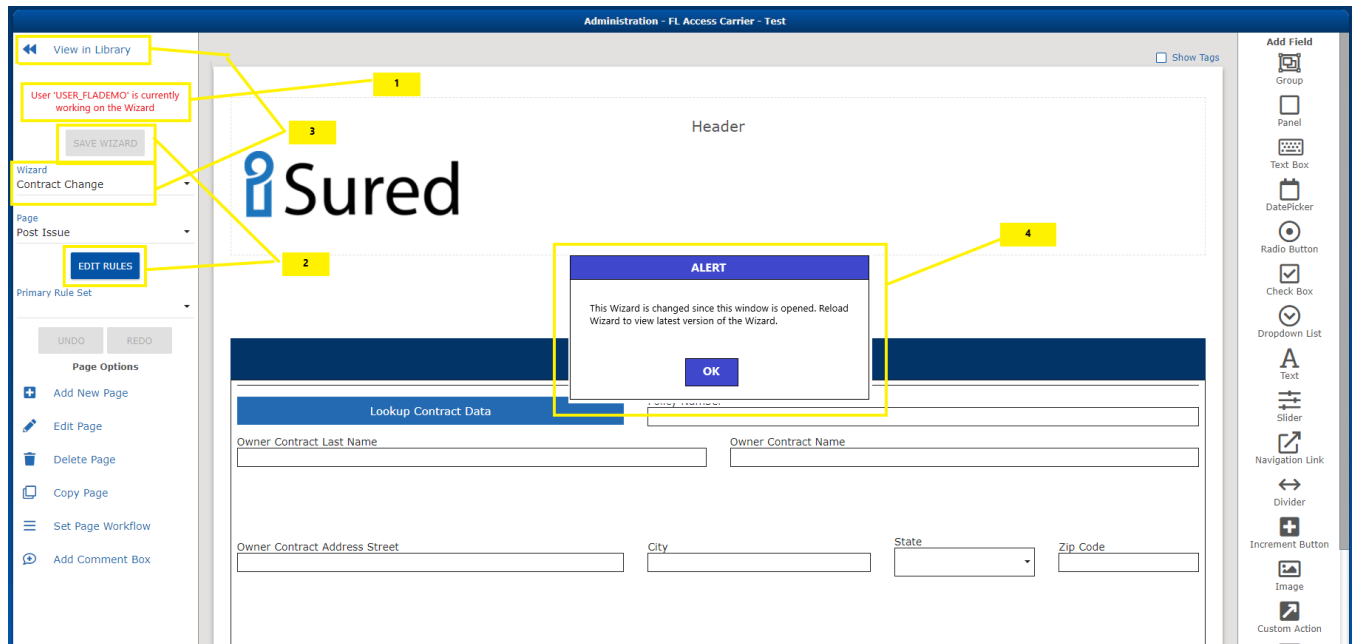 Administration - FL Access Carrier - Test
View in Library
User 'USER_FLADEMO' is currently
working on the Wizard
SAVE WIZARD
Wizard
Contract Change
Page
Post Issue
EDIT RULES
Primary Rule Set
UNDO
REDO
Page Options
Add New Page
Edit Page
Delete Page
Copy Page
Set Page Workflow
Add Comment Box
1
3
2
4
Show Tags
Header
iSured
ALERT
This Wizard is changed since this window is opened. Reload
Wizard to view latest version of the Wizard.
OK
Lookup Contract Data
Policy Number
Owner Contract Last Name
Owner Contract Name
Owner Contract Address Street
City
State
Zip Code
Add Field
Group
Panel
Text Box
DatePicker
Radio Button
Check Box
Dropdown List
A
Text
Slider
Navigation Link
Divider
Increment Button
Image
Custom Action